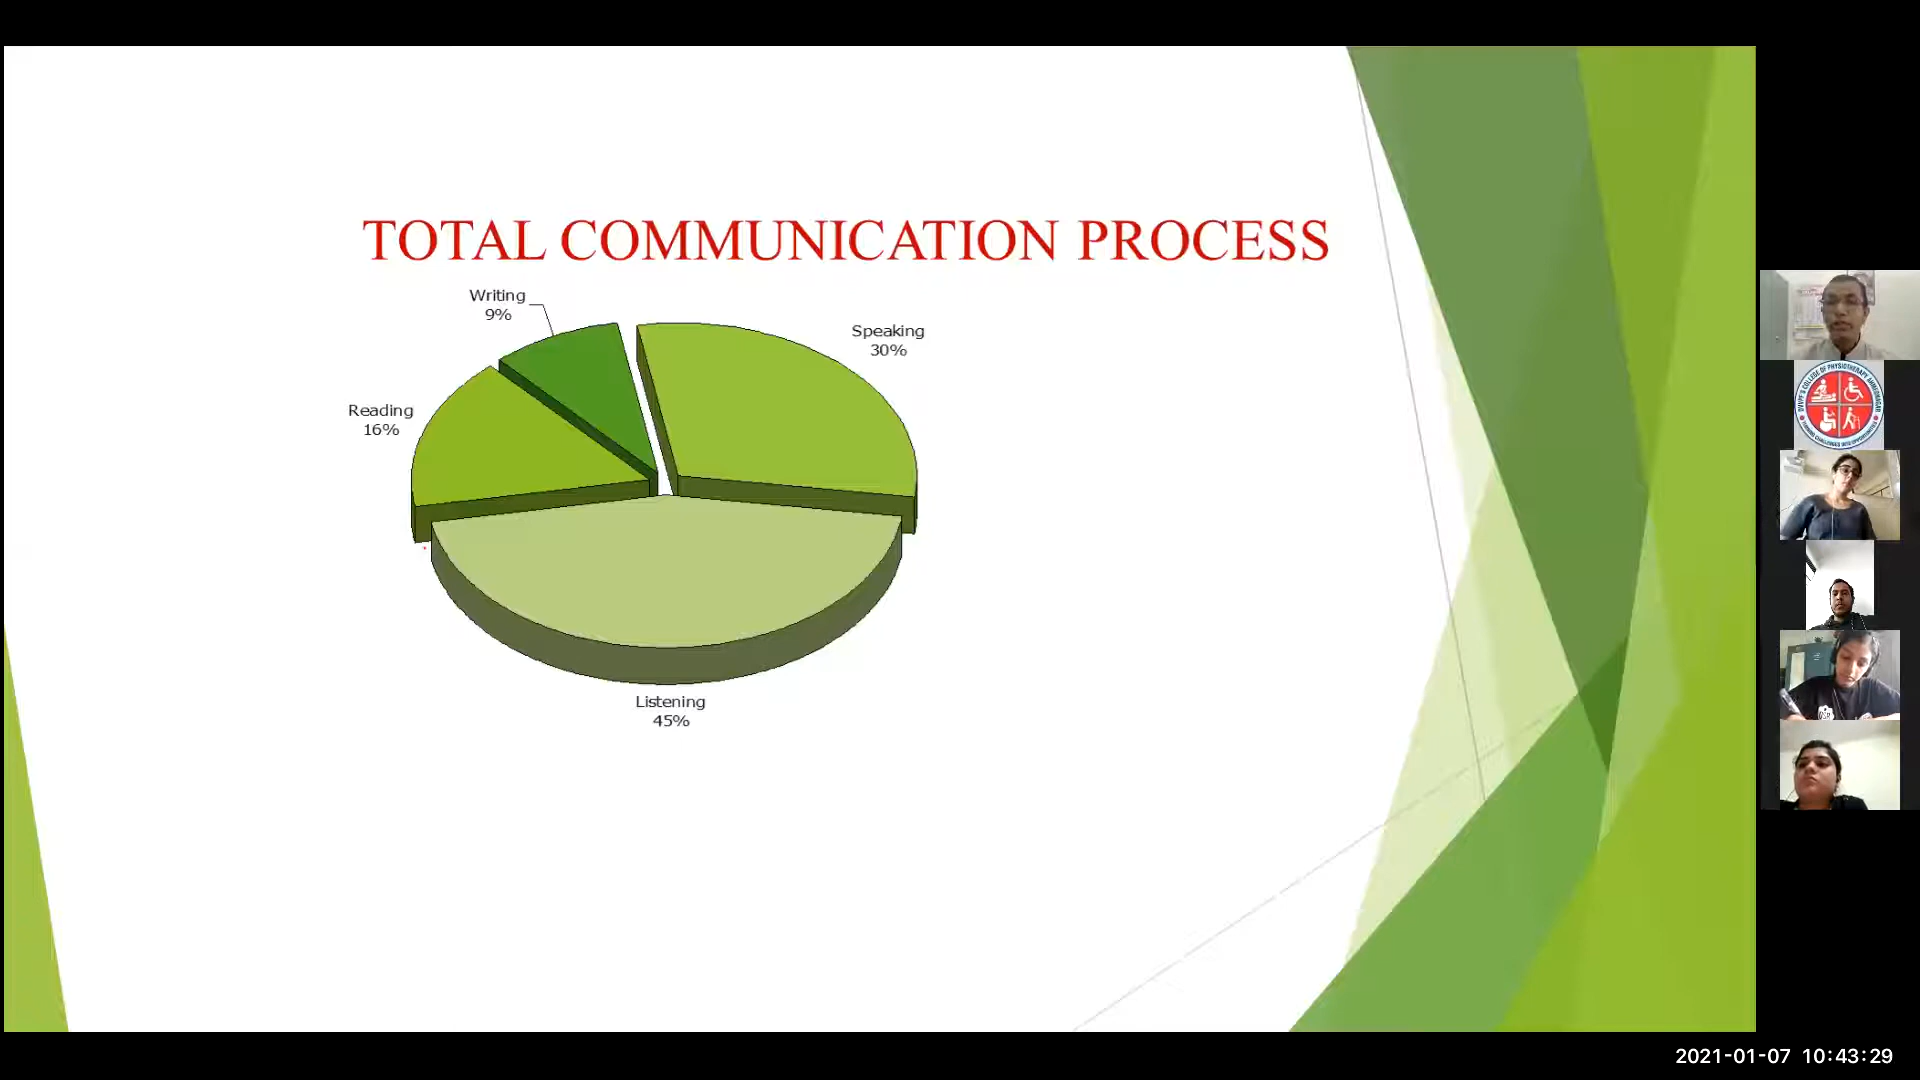 TOTAL COMMUNICATION PROCESS
Writing
9%
Speaking
30%
Reading
16%
Listening
45%
2021-01-07 10:43:29